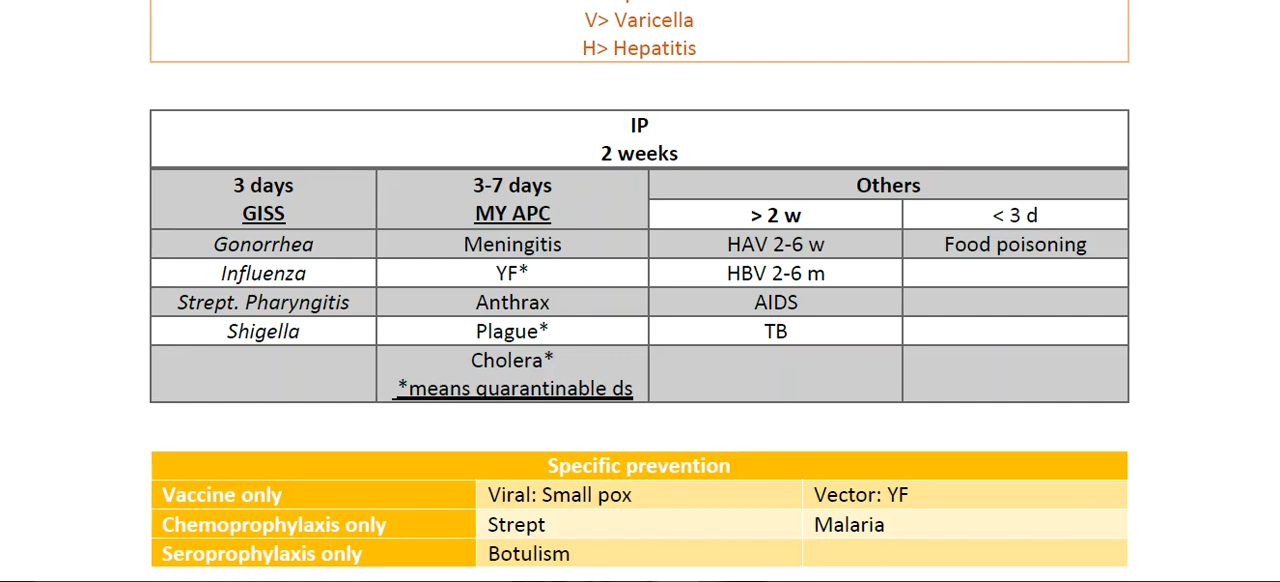 V> Varicella
H> Hepatitis
IP
2 weeks
3 days
GISS
3-7 days
MY APC
Others
> 2 w
< 3 d
Gonorrhea
Meningitis
HAV 2-6 w
Food poisoning
Influenza
YF*
HBV 2-6 m
Strept. Pharyngitis
Anthrax
AIDS
Shigella
Plague*
TB
Cholera*
*means quarantinable ds
Specific prevention
Vaccine only
Viral: Small pox
Vector: YF
Chemoprophylaxis only
Strept
Malaria
Seroprophylaxis only
Botulism